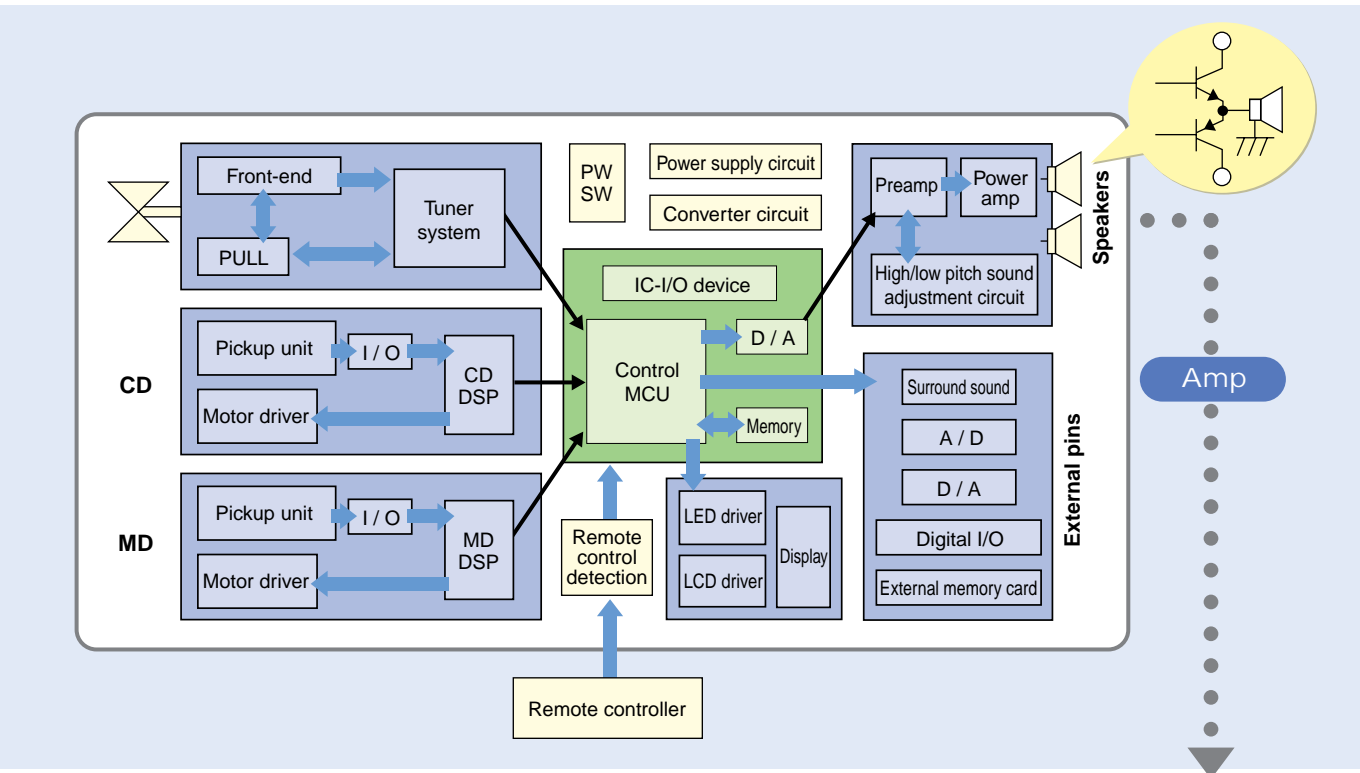 Front-end
PULL
Tuner
system
PW
SW
Power supply circuit
Converter circuit
Preamp
Power
amp
High/low pitch sound
adjustment circuit
Speakers
CD
Pickup unit
I / O
CD
DSP
Motor driver
IC-I/O device
Control
MCU
D / A
Memory
Amp
Surround sound
A / D
D / A
Digital I/O
External memory card
External pins
MD
Pickup unit
I / O
MD
DSP
Motor driver
Remote
control
detection
LED driver
LCD driver
Display
Remote controller